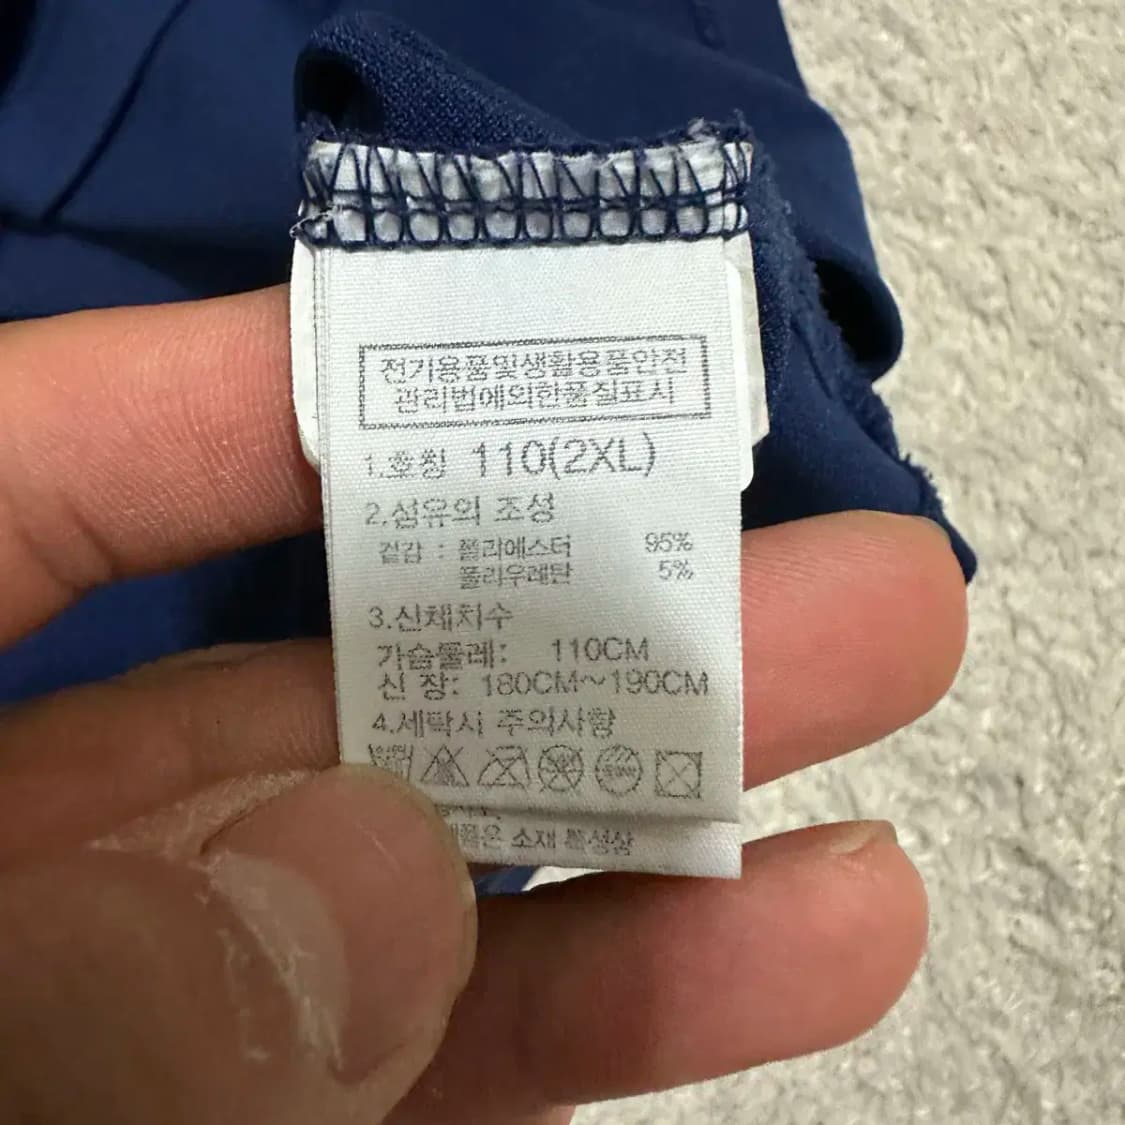 전기용품및생활용품안전
관리법에의한품질표시
1.호칭 110(2XL)
2.섬유의 조성
겉감 : 폴리에스터 95%
폴리우레탄 5%
3.신체치수
가슴둘레: 110CM
신 장: 180CM~190CM
4.세탁시 주의사항
소재 특성상